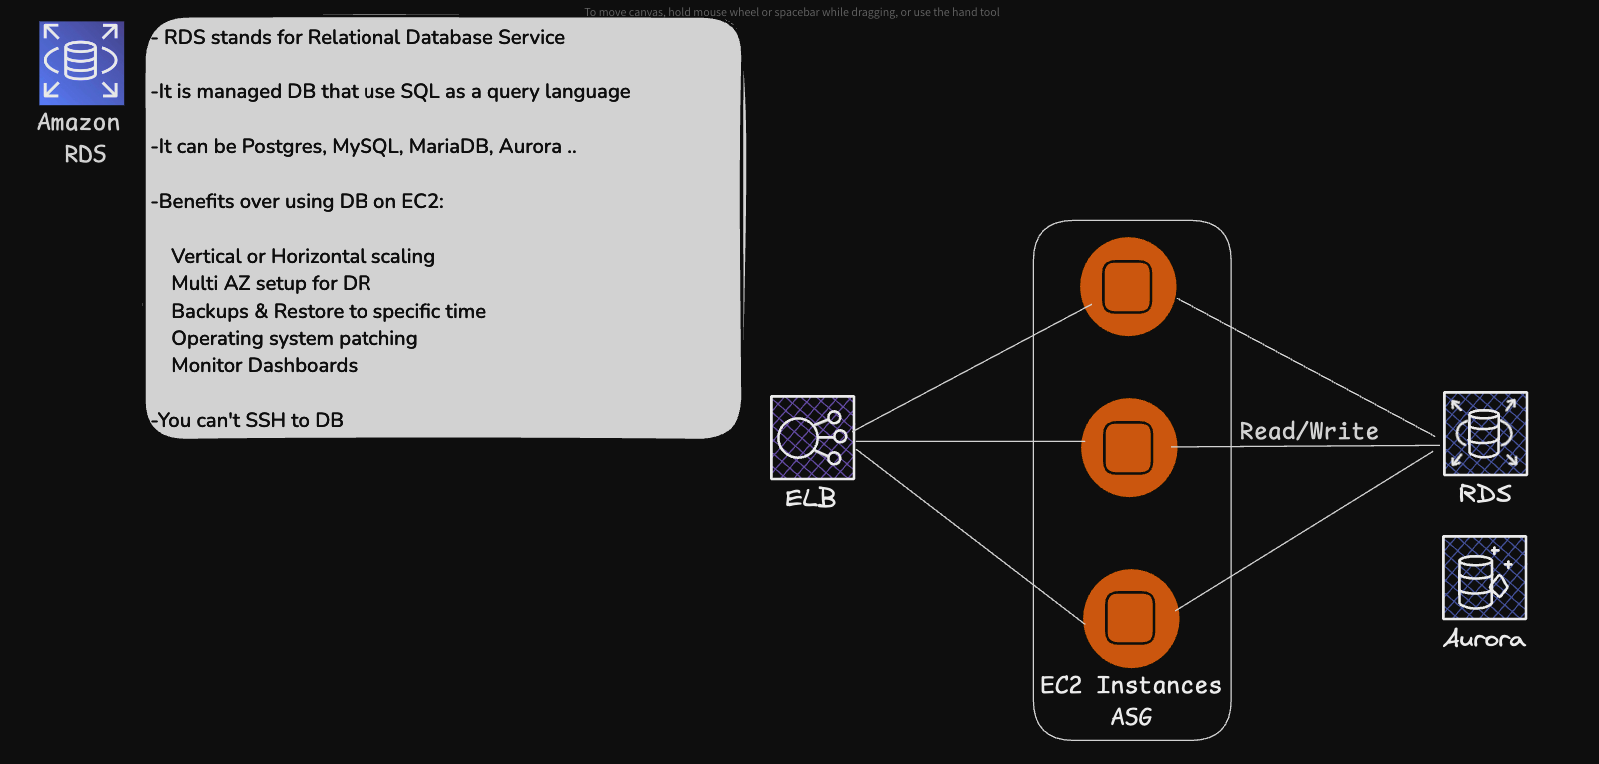 To move canvas, hold mouse wheel or spacebar while dragging, or use the hand tool
- RDS stands for Relational Database Service
-It is managed DB that use SQL as a query language
-It can be Postgres, MySQL, MariaDB, Aurora ..
-Benefits over using DB on EC2:
Vertical or Horizontal scaling
Multi AZ setup for DR
Backups & Restore to specific time
Operating system patching
Monitor Dashboards
-You can't SSH to DB
Amazon
RDS
ELB
EC2 Instances
ASG
Read/Write
RDS
Aurora